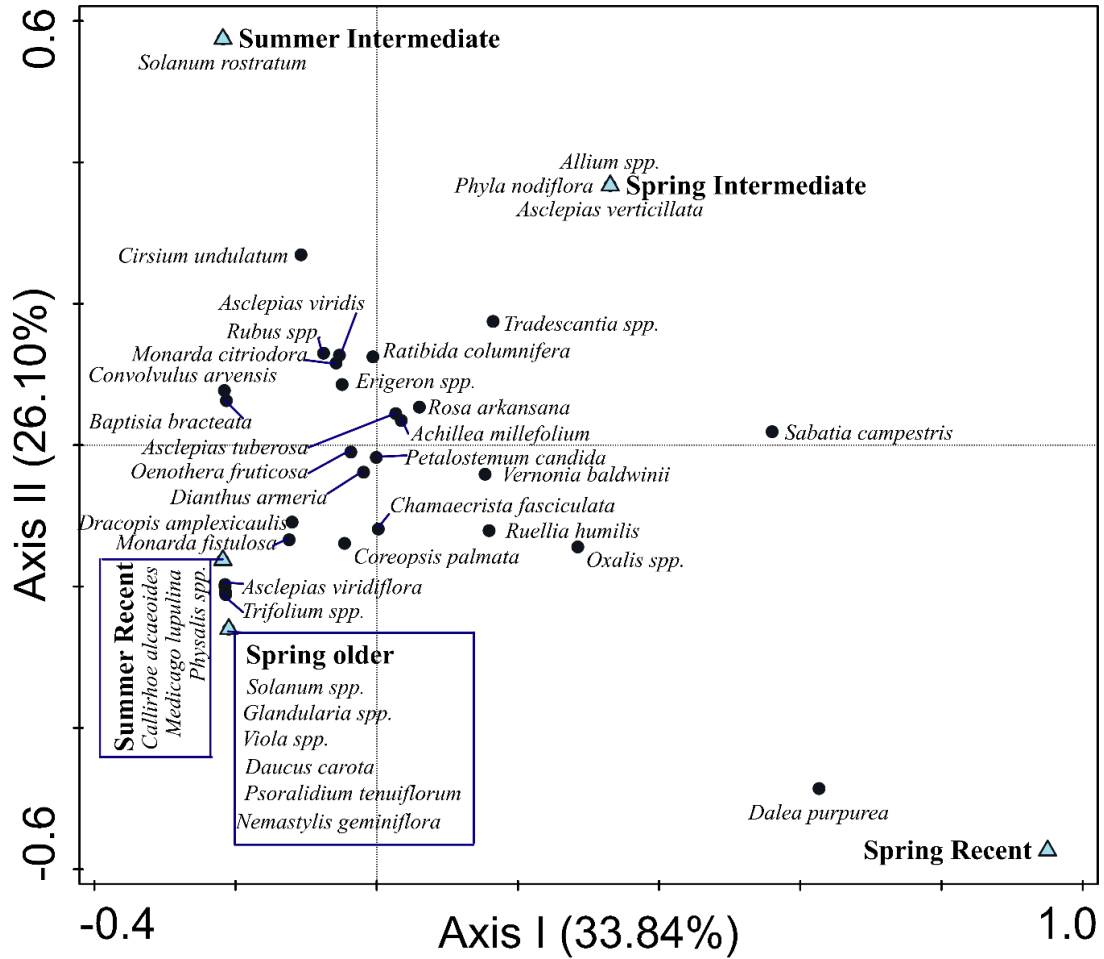 0.6
Summer Intermediate
Solanum rostratum
Allium spp.
Phyla nodiflora
Spring Intermediate
Asclepias verticillata
Cirsium undulatum
Asclepias viridis
Rubus spp.
Tradescantia spp.
Monarda citriodora
Ratibida columnifera
Convolvulus arvensis
Erigeron spp.
Rosa arkansana
Baptisia bracteata
Achillea millefolium
Sabatia campestris
Asclepias tuberosa
Petalostemum candida
Oenothera fruticosa
Vernonia baldwinii
Dianthus armeria
Chamaecrista fasciculata
Dracopis amplexicaulis
Ruellia humilis
Monarda fistulosa
Coreopsis palmata
Oxalis spp.
Asclepias viridiflora
Trifolium spp.
Summer Recent
Callirhoe alcaeoides
Medicago lupulina
Physalis spp.
Spring older
Solanum spp.
Glandularia spp.
Viola spp.
Daucus carota
Psoralidium tenuiflorum
Nemastylis geminiflora
Dalea purpurea
Spring Recent
-0.6
Axis II (26.10%)
-0.4
Axis I (33.84%)
1.0